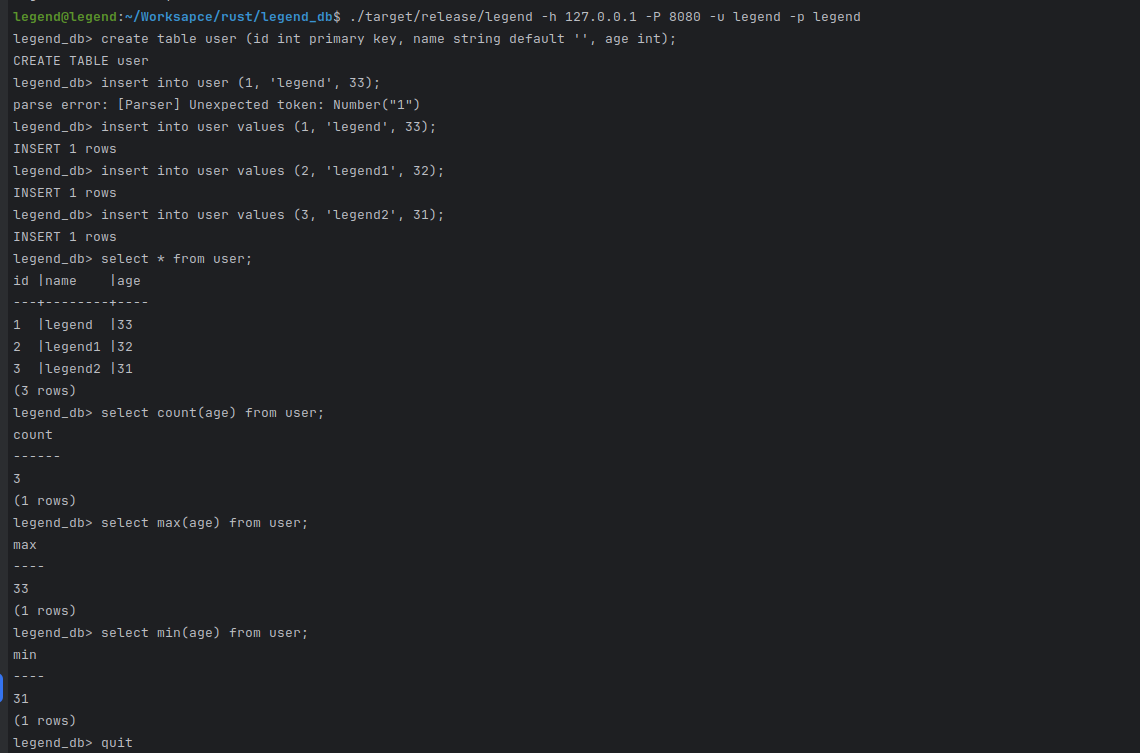 legend@legend:~/Worksapce/rust/legend_db$ ./target/release/legend -h 127.0.0.1 -P 8080 -u legend -p legend
legend_db> create table user (id int primary key, name string default '', age int);
CREATE TABLE user
legend_db> insert into user (1, 'legend', 33);
parse error: [Parser] Unexpected token: Number("1")
legend_db> insert into user values (1, 'legend', 33);
INSERT 1 rows
legend_db> insert into user values (2, 'legend1', 32);
INSERT 1 rows
legend_db> insert into user values (3, 'legend2', 31);
INSERT 1 rows
legend_db> select * from user;
id |name    |age
---+--------+----
1  |legend  |33
2  |legend1 |32
3  |legend2 |31
(3 rows)
legend_db> select count(age) from user;
count
------
3
(1 rows)
legend_db> select max(age) from user;
max
----
33
(1 rows)
legend_db> select min(age) from user;
min
----
31
(1 rows)
legend_db> quit